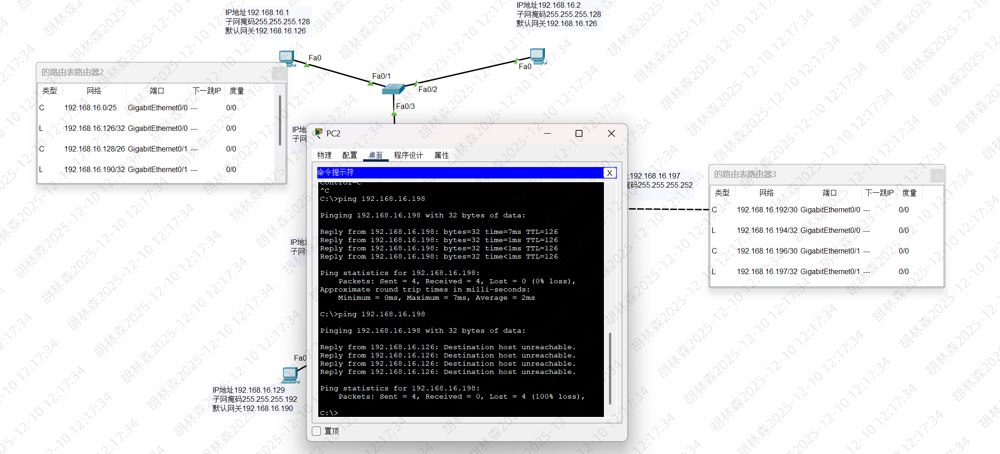 IP地址192.168.16.1
子网掩码255.255.255.128
默认网关192.168.16.126
IP地址192.168.16.2
子网掩码255.255.255.128
默认网关192.168.16.126
Fa0
Fa0
Fa0/1
Fa0/2
Fa0/3
的路由表路由器2
类型 网络 端口 下一跳IP 度量
C 192.168.16.0/25 GigabitEthernet0/0 --- 0/0
L 192.168.16.126/32 GigabitEthernet0/0 --- 0/0
C 192.168.16.128/26 GigabitEthernet0/1 --- 0/0
L 192.168.16.190/32 GigabitEthernet0/1 --- 0/0
IP地
子网
PC2
物理 配置 桌面 程序设计 属性
命令提示符 X
Control-C
^C
C:\>ping 192.168.16.198
Pinging 192.168.16.198 with 32 bytes of data:
Reply from 192.168.16.198: bytes=32 time=7ms TTL=126
Reply from 192.168.16.198: bytes=32 time=1ms TTL=126
Reply from 192.168.16.198: bytes=32 time<1ms TTL=126
Reply from 192.168.16.198: bytes=32 time<1ms TTL=126
Ping statistics for 192.168.16.198:
Packets: Sent = 4, Received = 4, Lost = 0 (0% loss),
Approximate round trip times in milli-seconds:
Minimum = 0ms, Maximum = 7ms, Average = 2ms
C:\>ping 192.168.16.198
Pinging 192.168.16.198 with 32 bytes of data:
Reply from 192.168.16.126: Destination host unreachable.
Reply from 192.168.16.126: Destination host unreachable.
Reply from 192.168.16.126: Destination host unreachable.
Reply from 192.168.16.126: Destination host unreachable.
Ping statistics for 192.168.16.198:
Packets: Sent = 4, Received = 0, Lost = 4 (100% loss),
C:\>
置顶
192.168.16.197
码255.255.255.252
的路由表路由器3
类型 网络 端口 下一跳IP 度量
C 192.168.16.192/30 GigabitEthernet0/0 --- 0/0
L 192.168.16.194/32 GigabitEthernet0/0 --- 0/0
C 192.168.16.196/30 GigabitEthernet0/1 --- 0/0
L 192.168.16.197/32 GigabitEthernet0/1 --- 0/0
IP地
子网
Fa0
IP地址192.168.16.129
子网掩码255.255.255.192
默认网关192.168.16.190
胡林森2025-12-10 12:17:34